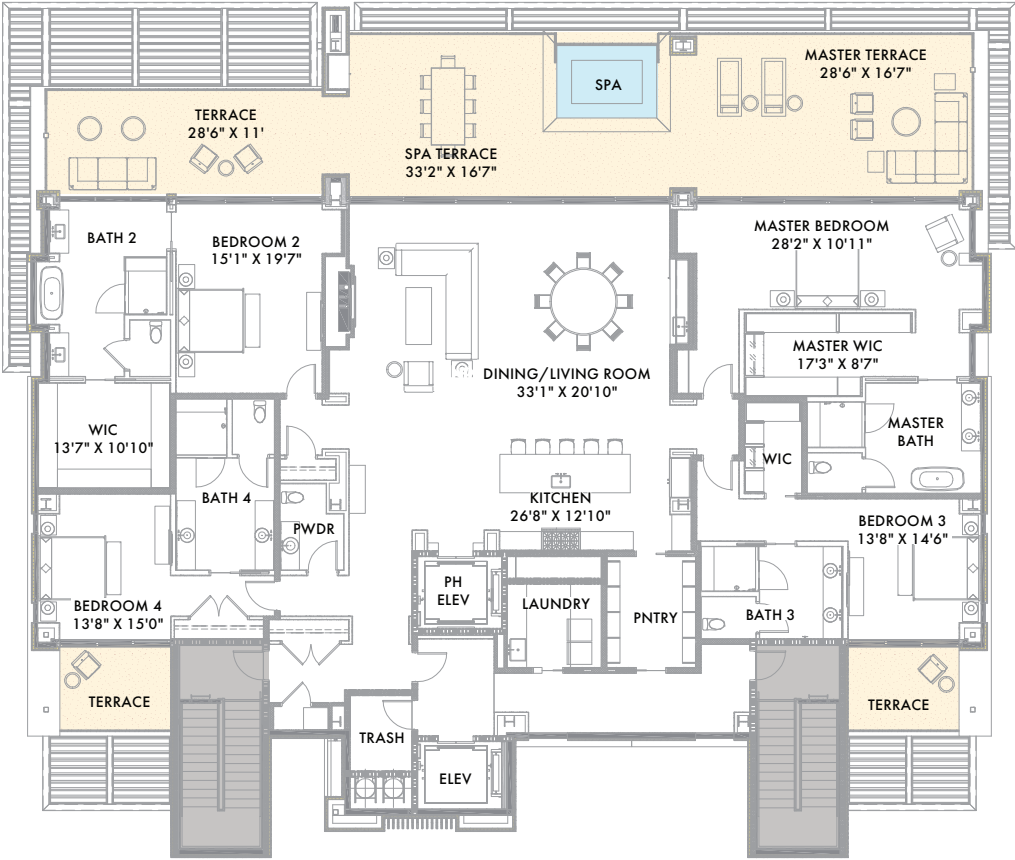 MASTER TERRACE
28'6" X 16'7"
SPA
TERRACE
28'6" X 11'
SPA TERRACE
33'2" X 16'7"
BATH 2
BEDROOM 2
15'1" X 19'7"
MASTER BEDROOM
28'2" X 10'11"
MASTER WIC
17'3" X 8'7"
DINING/LIVING ROOM
33'1" X 20'10"
WIC
13'7" X 10'10"
MASTER
BATH
WIC
BATH 4
KITCHEN
26'8" X 12'10"
PWDR
BEDROOM 3
13'8" X 14'6"
PH
ELEV
LAUNDRY
PNTRY
BATH 3
BEDROOM 4
13'8" X 15'0"
TERRACE
TERRACE
TRASH
ELEV